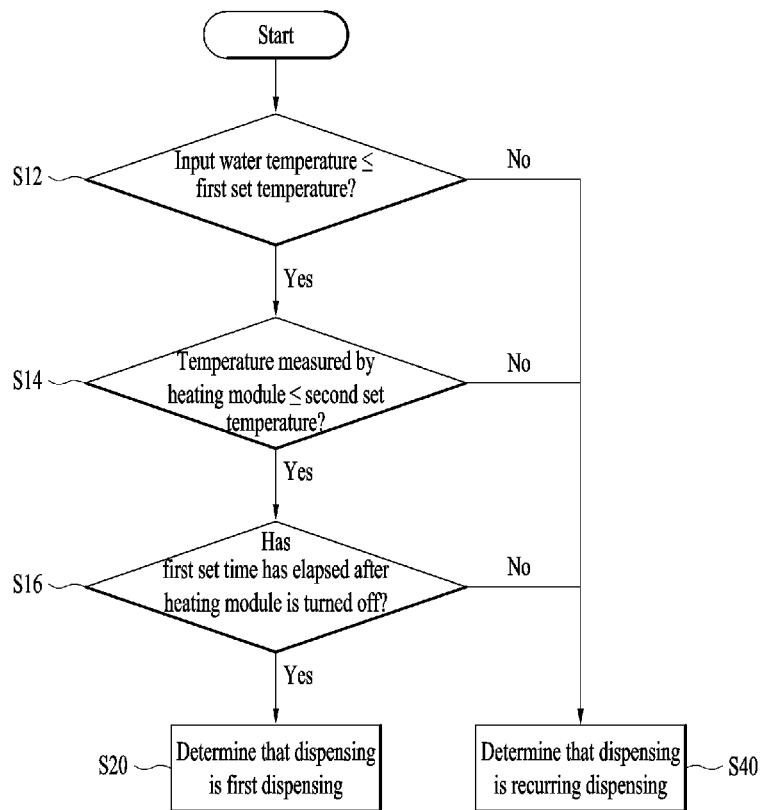 Start
S12
Input water temperature ≤
first set temperature?
No
Yes
S14
Temperature measured by
heating module ≤ second set
temperature?
No
Yes
S16
Has
first set time has elapsed after
heating module is turned off?
No
Yes
S20
Determine that dispensing
is first dispensing
Determine that dispensing
is recurring dispensing
S40